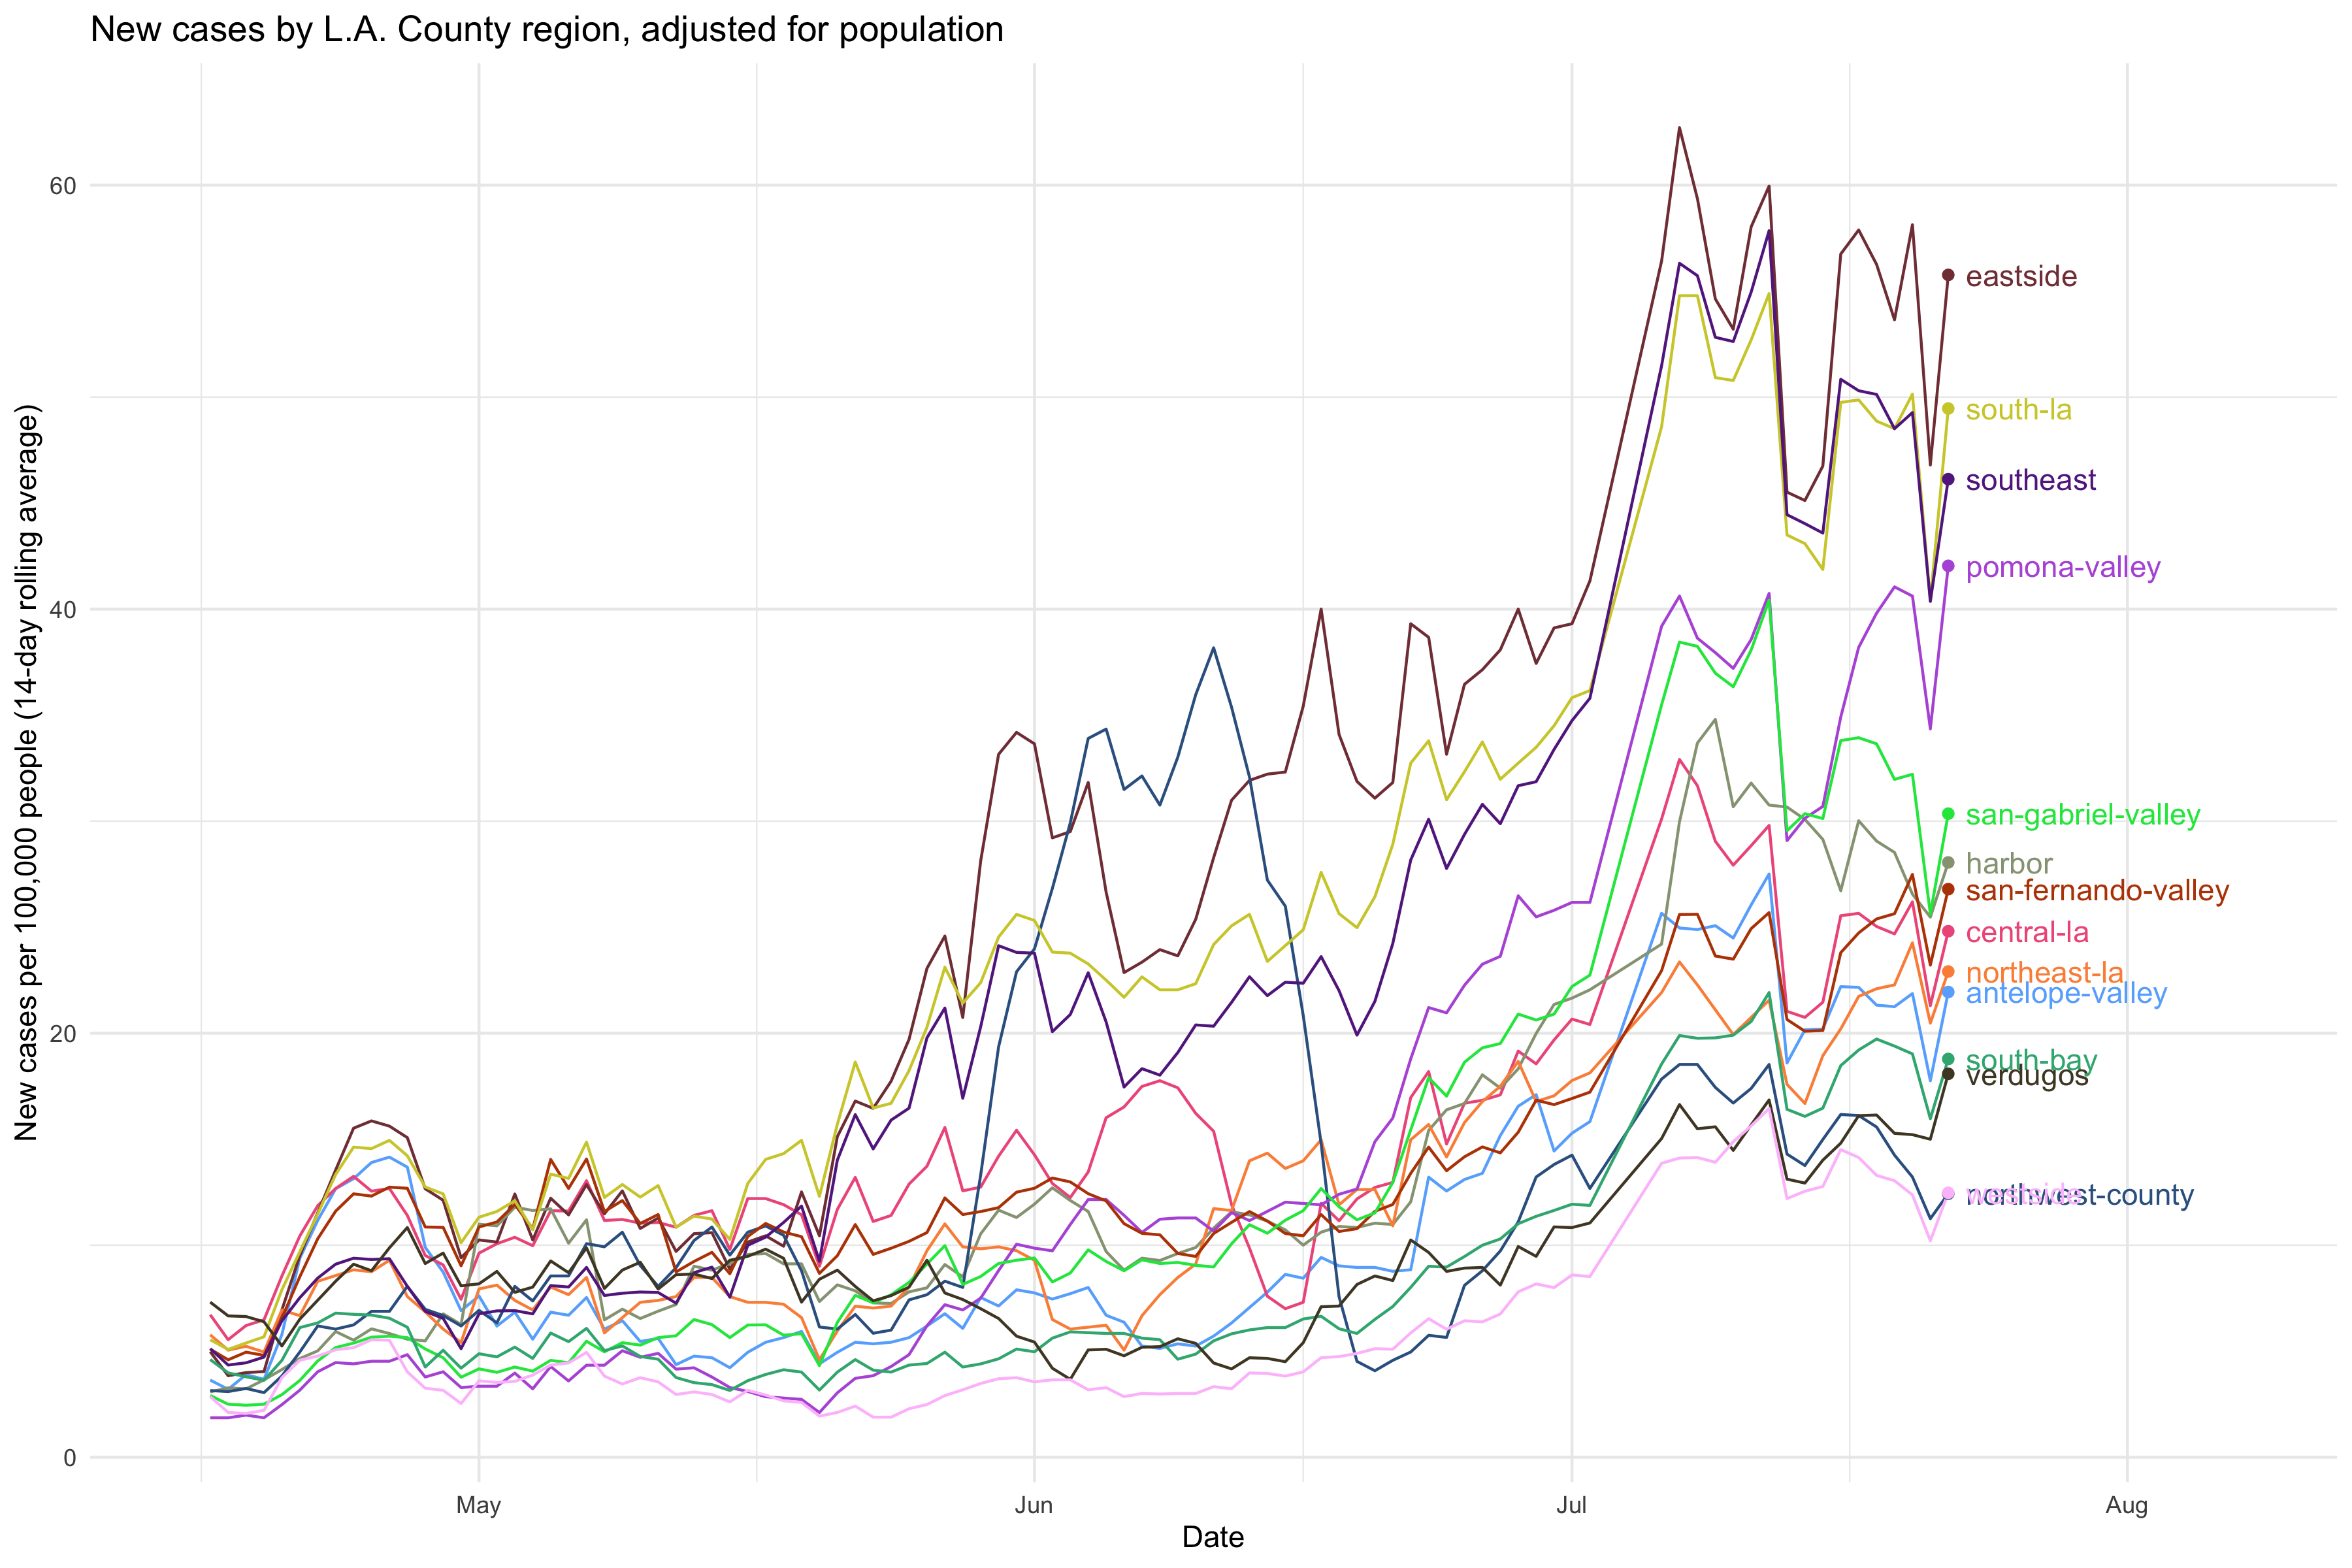 New cases by L.A. County region, adjusted for population
New cases per 100,000 people (14-day rolling average)
60
40
20
0
eastside
south-la
southeast
pomona-valley
san-gabriel-valley
harbor
san-fernando-valley
central-la
northeast-la
antelope-valley
south-bay
verdugos
westside
northwest-county
May
Jun
Jul
Aug
Date